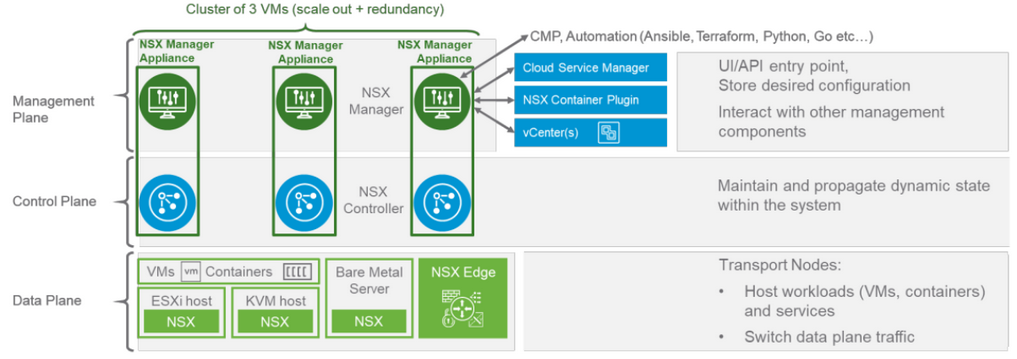 Cluster of 3 VMs (scale out + redundancy)
NSX Manager
Appliance
NSX Manager
Appliance
NSX Manager
Appliance
CMP, Automation (Ansible, Terraform, Python, Go etc…)
Management
Plane
NSX
Manager
Cloud Service Manager
NSX Container Plugin
vCenter(s)
UI/API entry point,
Store desired configuration
Interact with other management
components
Control Plane
NSX
Controller
Maintain and propagate dynamic state
within the system
Data Plane
VMs vm Containers
ESXi host
NSX
KVM host
NSX
Bare Metal
Server
NSX
NSX Edge
Transport Nodes:
• Host workloads (VMs, containers)
and services
• Switch data plane traffic